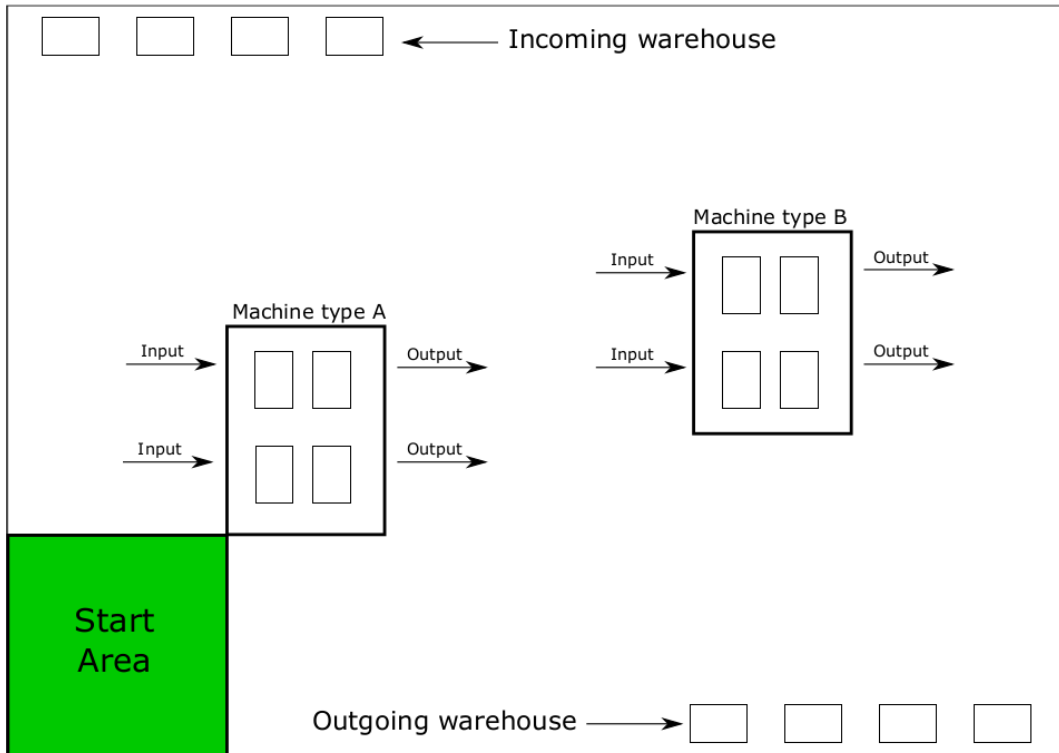 Incoming warehouse
Machine type B
Input
Output
Machine type A
Input
Output
Input
Output
Input
Output
Start
Area
Outgoing warehouse